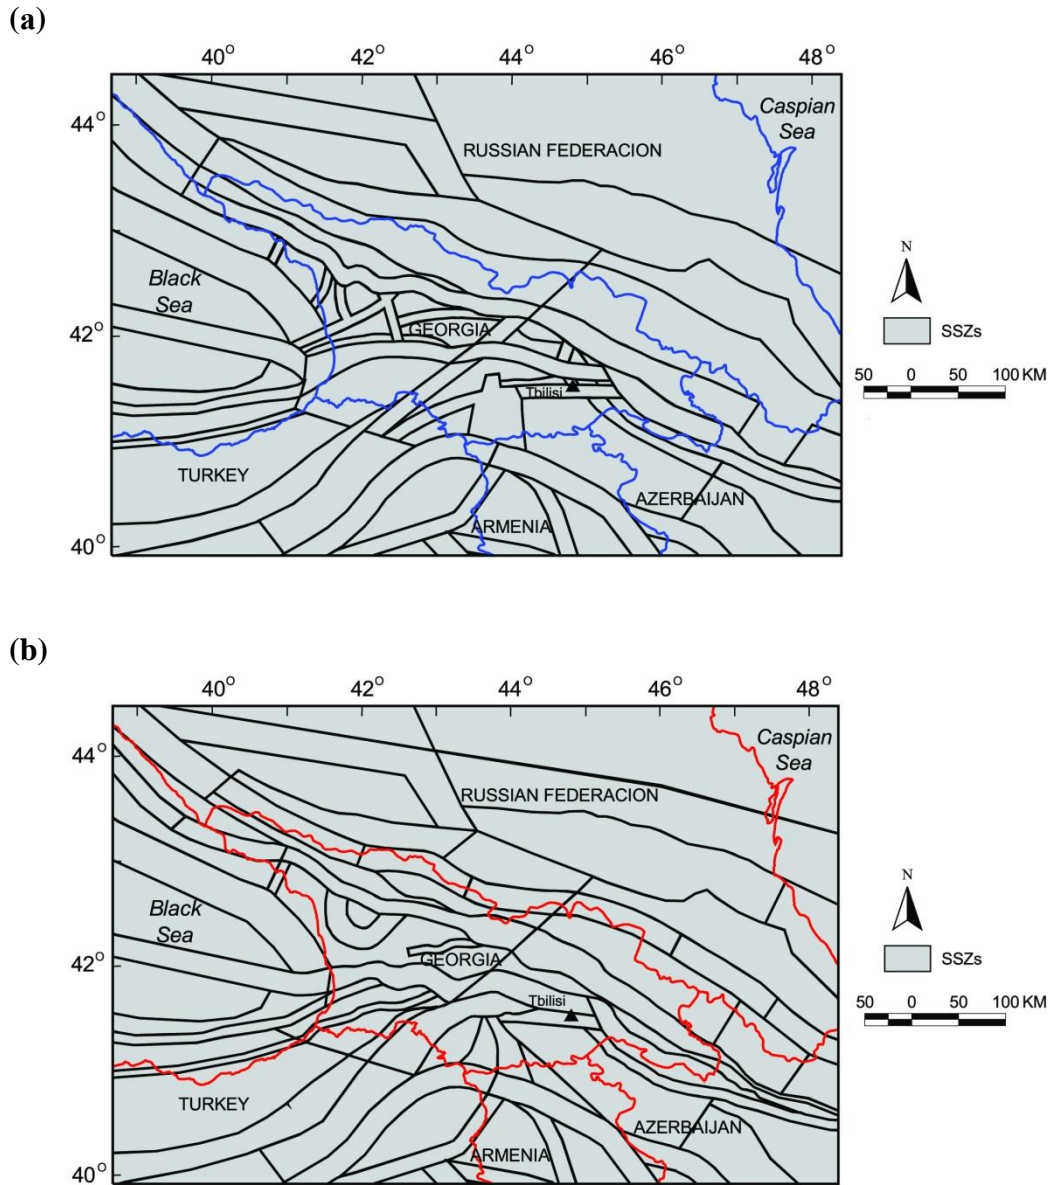 (a)
40° 42° 44° 46° 48°
44°
Caspian
Sea
RUSSIAN FEDERACION
N
Black
Sea
SSZs
42°
GEORGIA
50 0 50 100 KM
Tbilisi
TURKEY
AZERBAIJAN
ARMENIA
40°
(b)
40° 42° 44° 46° 48°
44°
Caspian
Sea
RUSSIAN FEDERACION
N
Black
Sea
SSZs
42°
GEORGIA
50 0 50 100 KM
Tbilisi
TURKEY
AZERBAIJAN
ARMENIA
40°